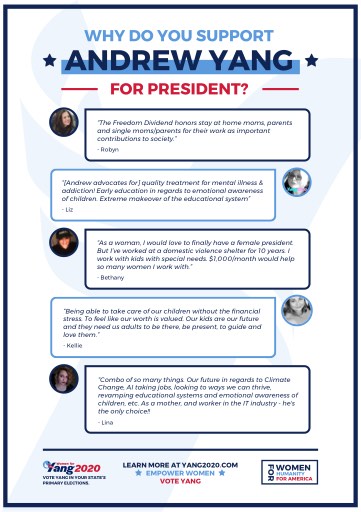 WHY DO YOU SUPPORT
ANDREW YANG
FOR PRESIDENT?
"The Freedom Dividend honors stay at home moms, parents
and single moms/parents for their work as important
contributions to society."
- Robyn
"[Andrew advocates for] quality treatment for mental illness &
addiction! Early education in regards to emotional awareness
of children. Extreme makeover of the educational system"
- Liz
"As a woman, I would love to finally have a female president.
But I've worked at a domestic violence shelter for 10 years. I
work with kids with special needs. $1,000/month would help
so many women I work with."
- Bethany
"Being able to take care of our children without the financial
stress. To feel like our worth is valued. Our kids are our future
and they need us adults to be there, be present, to guide and
love them."
- Kellie
"Combo of so many things. Our future in regards to Climate
Change, AI taking jobs, looking to ways we can thrive,
revamping educational systems and emotional awareness of
children, etc. As a mother, and worker in the IT industry - he's
the only choice!!
- Lina
Women for
Yang2020
VOTE YANG IN YOUR STATE'S
PRIMARY ELECTIONS.
LEARN MORE AT YANG2020.COM
EMPOWER WOMEN
VOTE YANG
WOMEN
FOR HUMANITY
FOR AMERICA